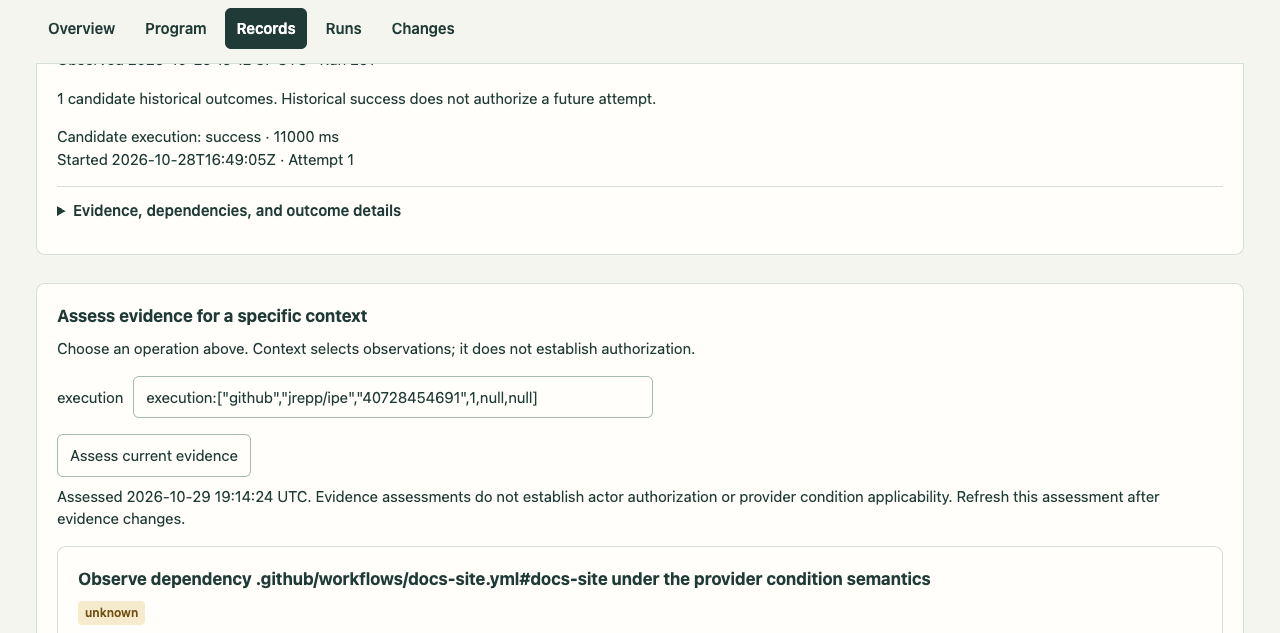 Overview
Program
Records
Runs
Changes
1 candidate historical outcomes. Historical success does not authorize a future attempt.
Candidate execution: success · 11000 ms
Started 2026-10-28T16:49:05Z · Attempt 1
Evidence, dependencies, and outcome details
Assess evidence for a specific context
Choose an operation above. Context selects observations; it does not establish authorization.
execution
execution:["github","jrepp/ipe","40728454691",1,null,null]
Assess current evidence
Assessed 2026-10-29 19:14:24 UTC. Evidence assessments do not establish actor authorization or provider condition applicability. Refresh this assessment after
evidence changes.
Observe dependency .github/workflows/docs-site.yml#docs-site under the provider condition semantics
unknown